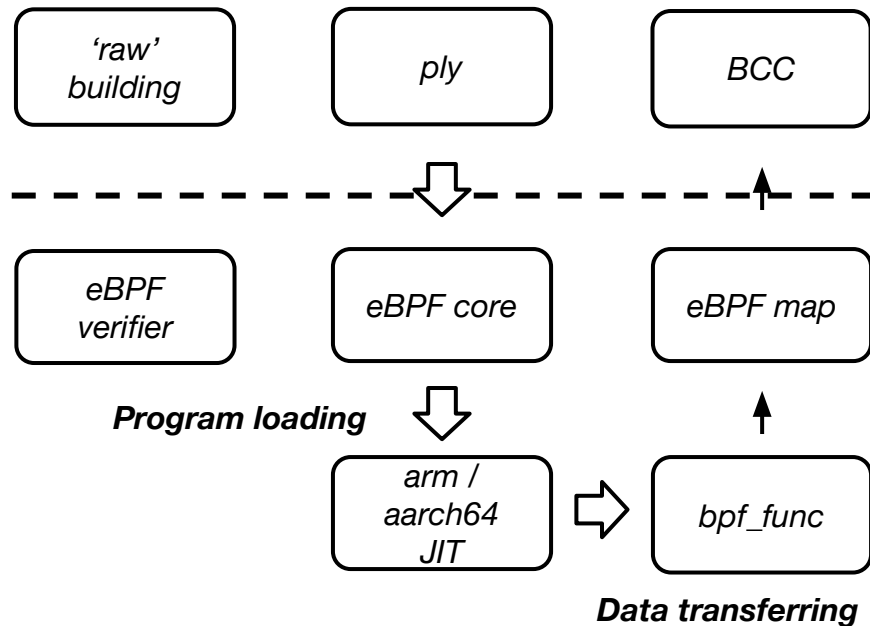 ‘raw’
building
ply
BCC
eBPF
verifier
eBPF core
eBPF map
Program loading
arm /
aarch64
JIT
bpf_func
Data transferring